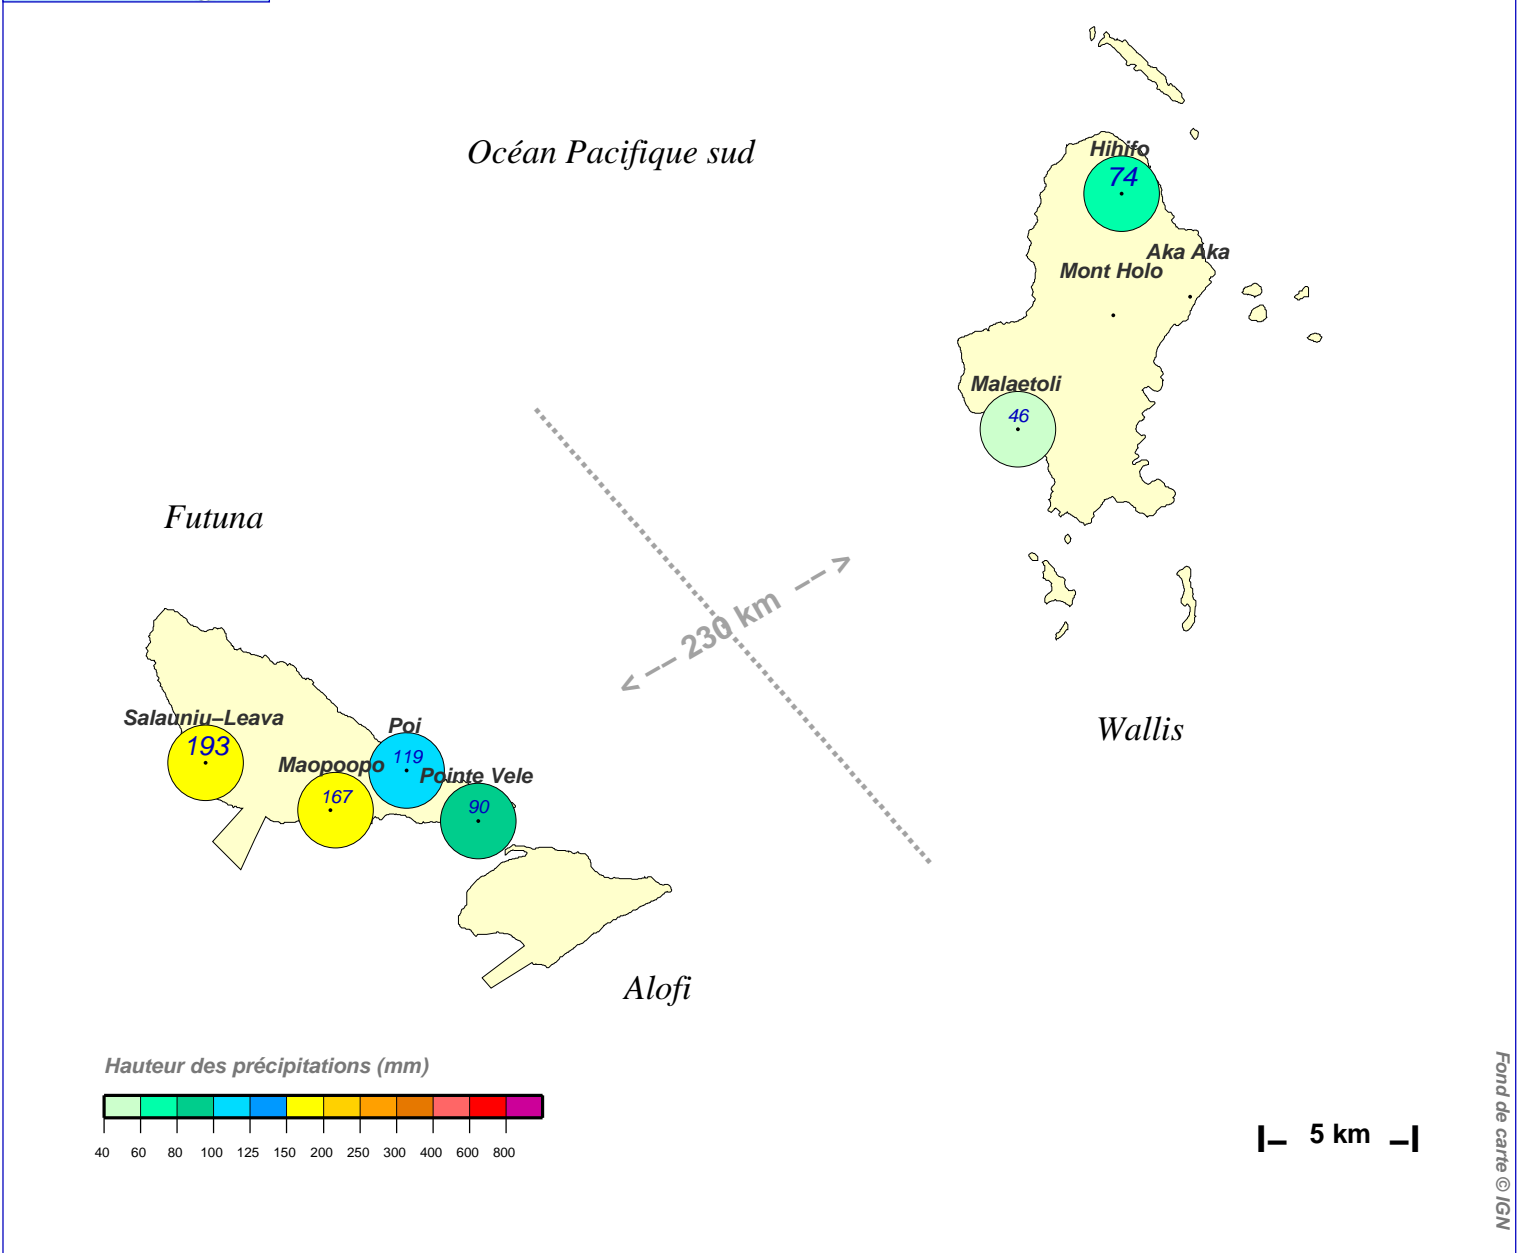 Océan Pacifique sud
Hihifo
74
Aka Aka
Mont Holo
Malaetoli
46
Futuna
230 km
Wallis
Salauniu–Leava
193
Poi
119
Maopoopo
167
Pointe Vele
90
Alofi
Hauteur des précipitations (mm)
40 60 80 100 125 150 200 250 300 400 600 800
5 km
Fond de carte © IGN